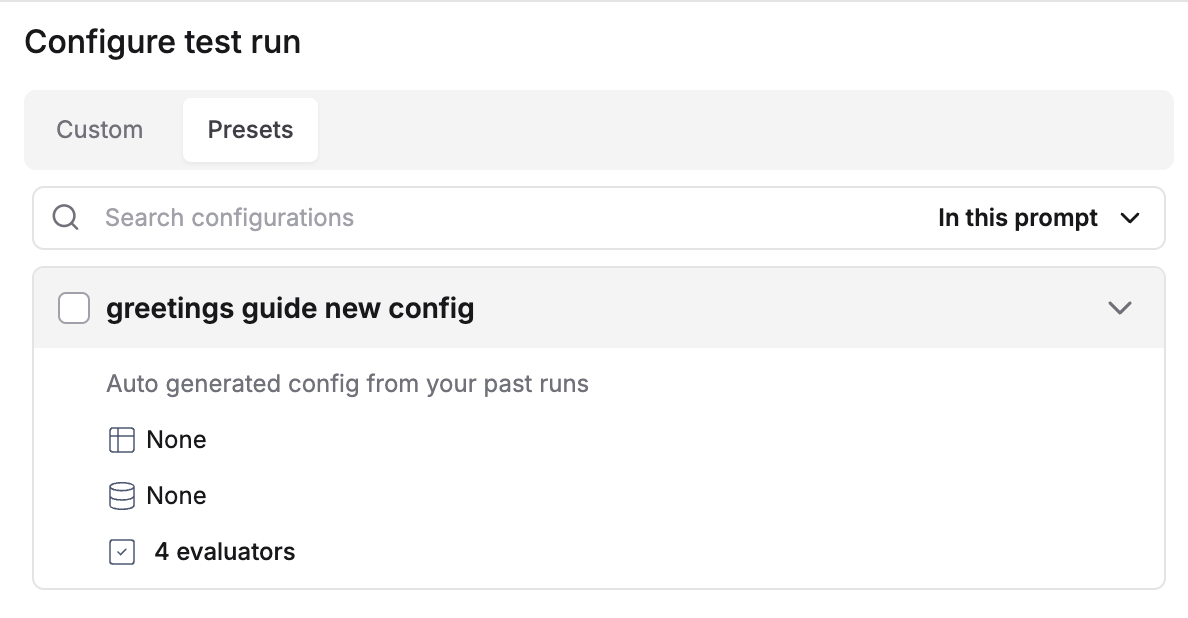 Configure test run
Custom Presets
Search configurations In this prompt
greetings guide new config
Auto generated config from your past runs
None
None
4 evaluators